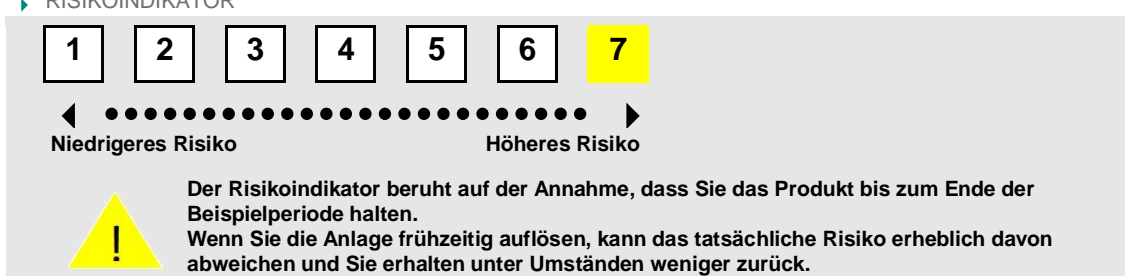 RISIKOINDIKATOR
1 2 3 4 5 6 7
Niedrigeres Risiko Höheres Risiko
Der Risikoindikator beruht auf der Annahme, dass Sie das Produkt bis zum Ende der
Beispielperiode halten.
Wenn Sie die Anlage frühzeitig auflösen, kann das tatsächliche Risiko erheblich davon
abweichen und Sie erhalten unter Umständen weniger zurück.
!